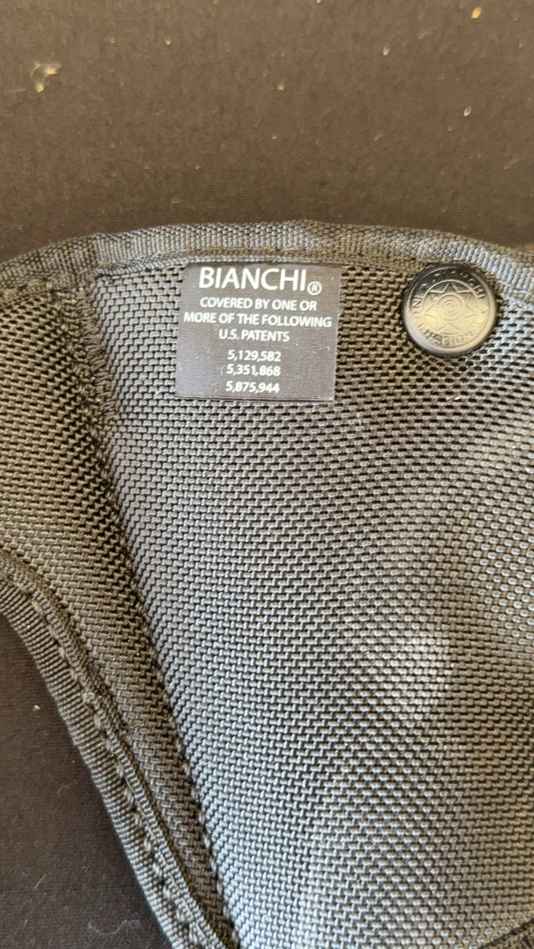 BIANCHI®
COVERED BY ONE OR
MORE OF THE FOLLOWING
U.S. PATENTS
5,129,582
5,351,868
5,875,944